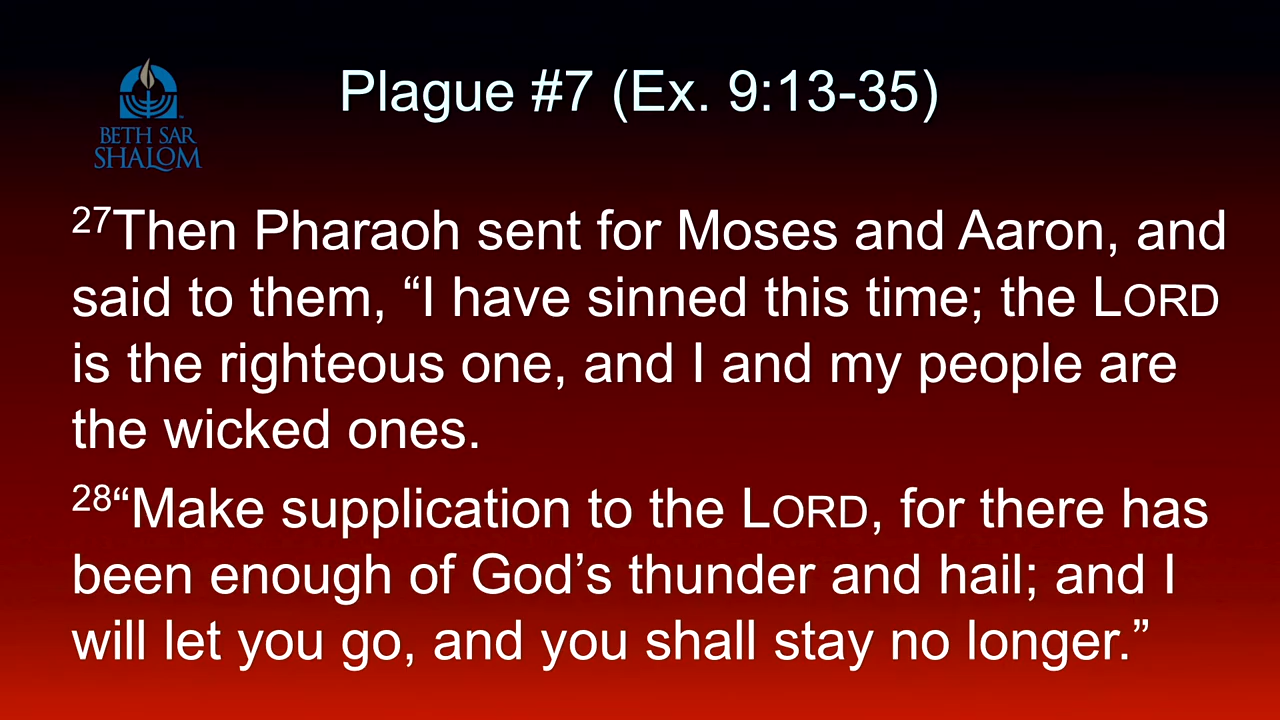 Plague #7 (Ex. 9:13-35)
BETH SAR
SHALOM
27Then Pharaoh sent for Moses and Aaron, and
said to them, “I have sinned this time; the LORD
is the righteous one, and I and my people are
the wicked ones.
28“Make supplication to the LORD, for there has
been enough of God’s thunder and hail; and I
will let you go, and you shall stay no longer.”